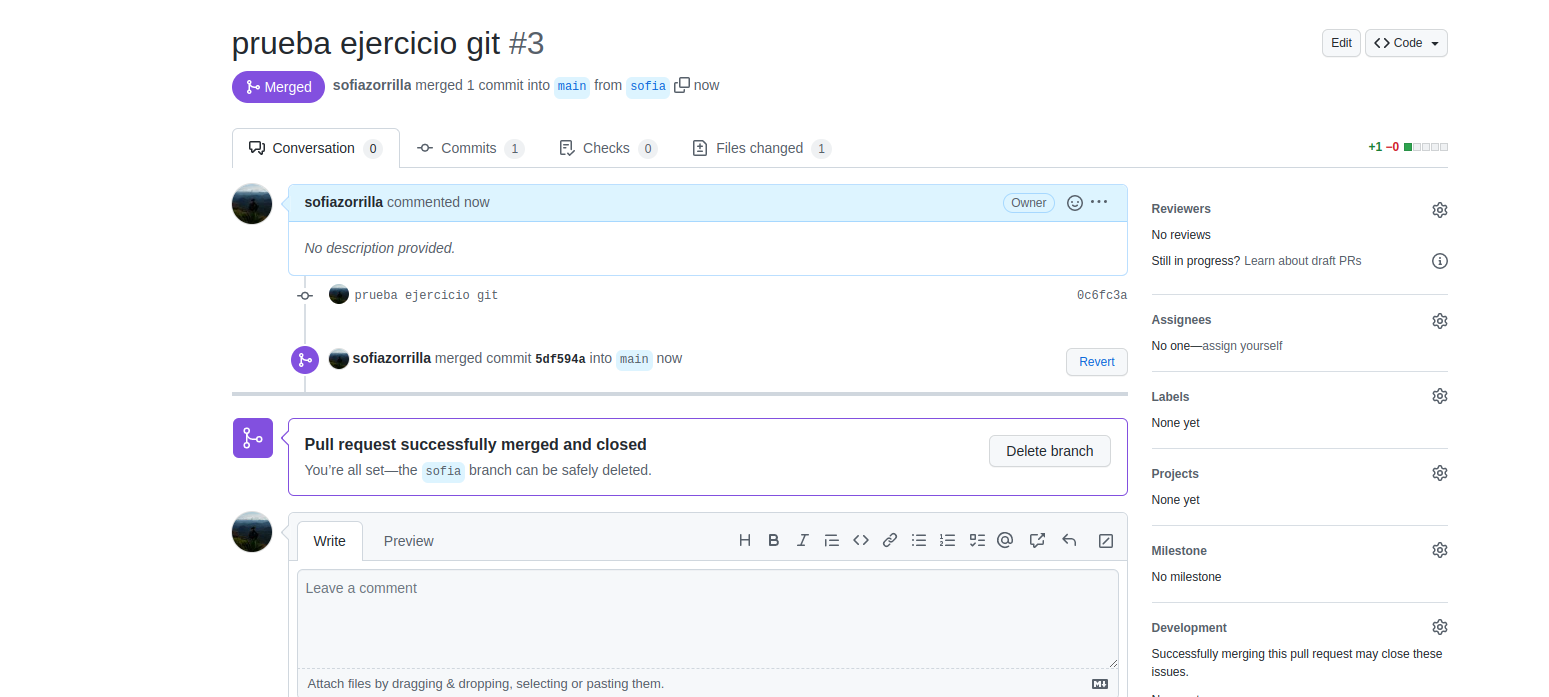 prueba ejercicio git #3
Edit
Code
Merged
sofiazorrilla merged 1 commit into main from sofia now
Conversation 0
Commits 1
Checks 0
Files changed 1
+1 −0
sofiazorrilla commented now
Owner
No description provided.
prueba ejercicio git
0c6fc3a
sofiazorrilla merged commit 5df594a into main now
Revert
Pull request successfully merged and closed
You're all set—the sofia branch can be safely deleted.
Delete branch
Write
Preview
Leave a comment
Attach files by dragging & dropping, selecting or pasting them.
Reviewers
No reviews
Still in progress? Learn about draft PRs
Assignees
No one—assign yourself
Labels
None yet
Projects
None yet
Milestone
No milestone
Development
Successfully merging this pull request may close these
issues.